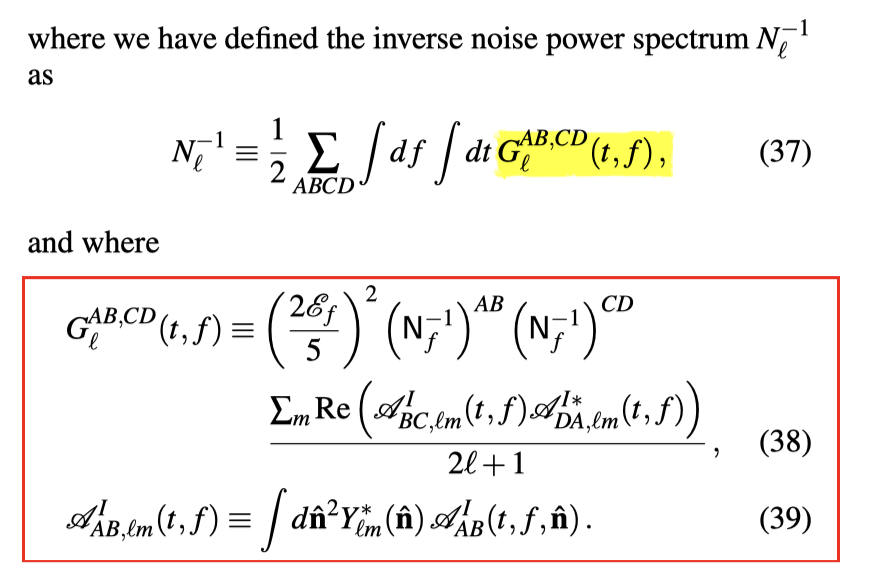 where we have defined the inverse noise power spectrum $N_\ell^{-1}$
as
$N_\ell^{-1} \equiv \frac{1}{2} \sum_{ABCD} \int df \int dt \, G_\ell^{AB,CD}(t,f),$ (37)
and where
$G_\ell^{AB,CD}(t,f) \equiv \left(\frac{2\mathscr{E}_f}{5}\right)^2 \left(\mathsf{N}_f^{-1}\right)^{AB} \left(\mathsf{N}_f^{-1}\right)^{CD}$
$\frac{\sum_m \mathrm{Re}\left(\mathscr{A}^I_{BC,\ell m}(t,f) \mathscr{A}^{I*}_{DA,\ell m}(t,f)\right)}{2\ell+1},$ (38)
$\mathscr{A}^I_{AB,\ell m}(t,f) \equiv \int d\hat{\mathbf{n}}^2 Y^*_{\ell m}(\hat{\mathbf{n}}) \, \mathscr{A}^I_{AB}(t,f,\hat{\mathbf{n}}).$ (39)